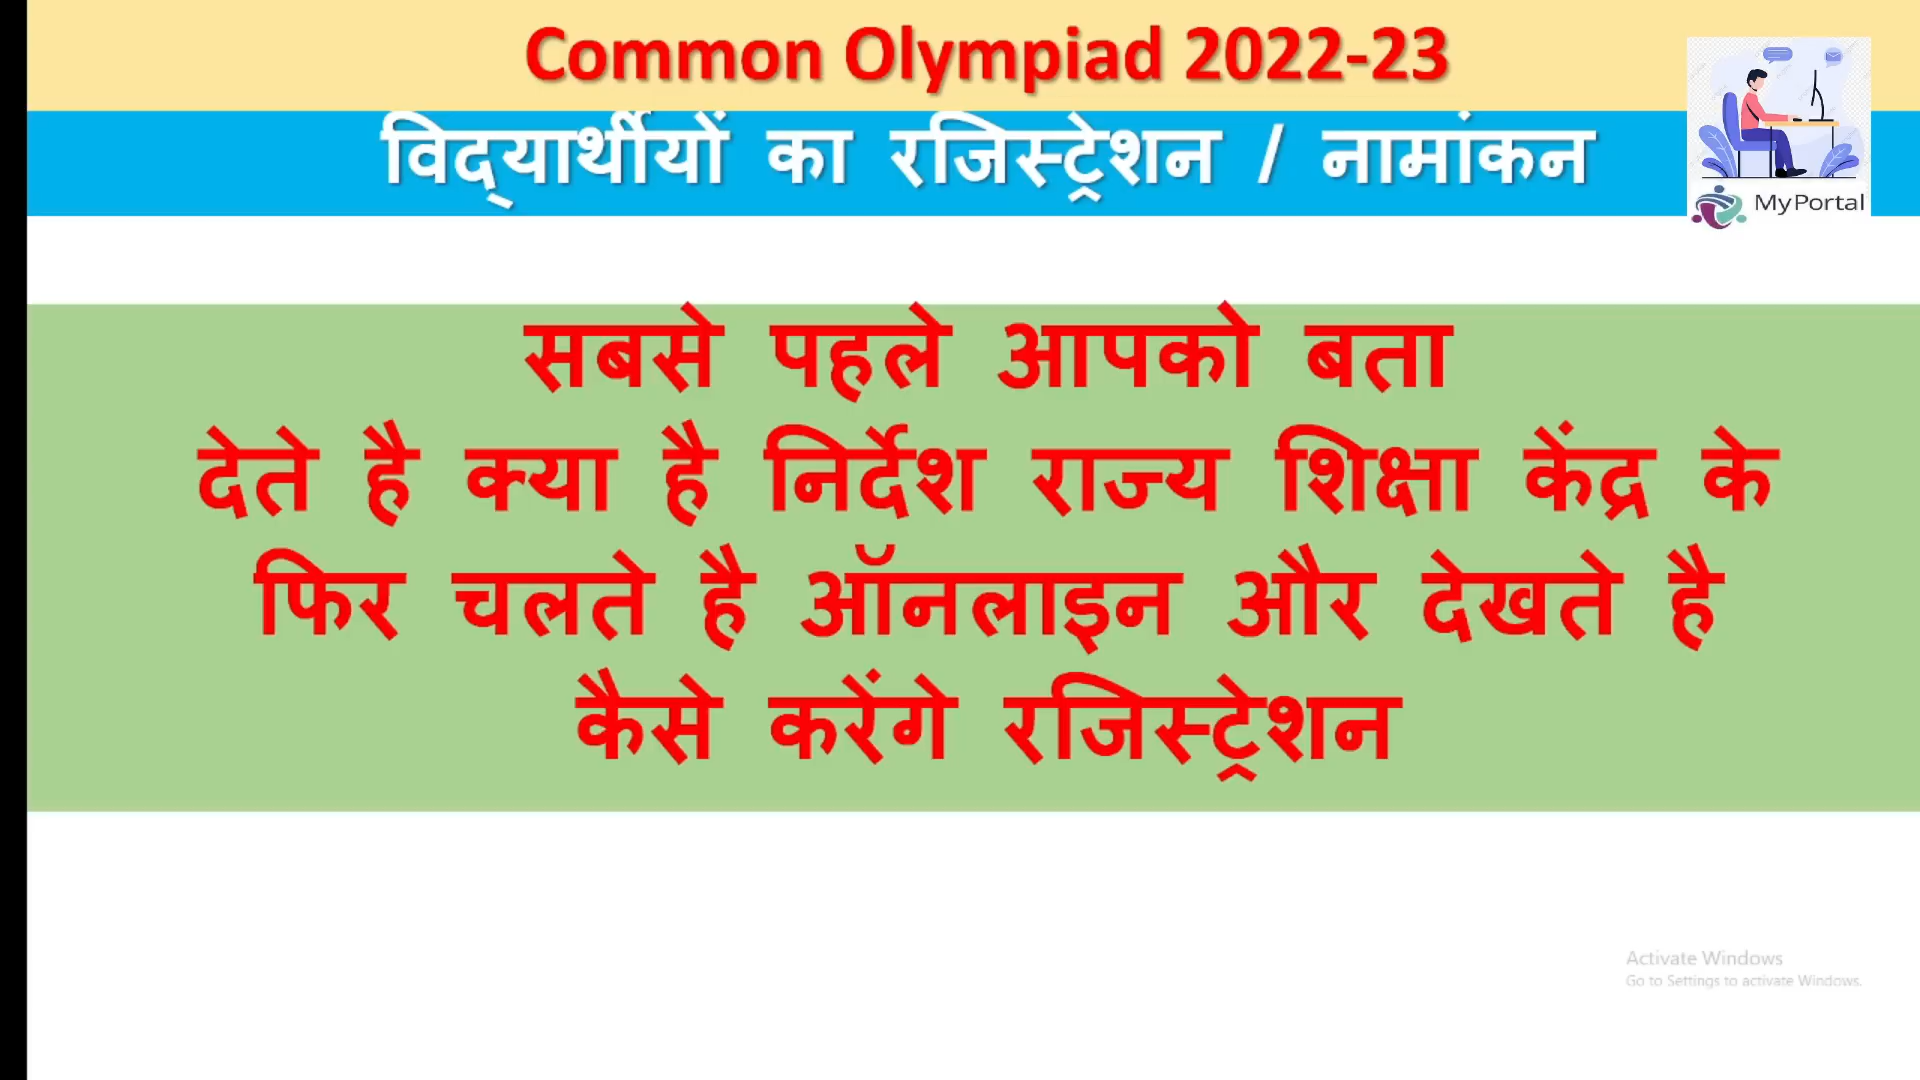 Common Olympiad 2022-23
विद्यार्थीयों का रजिस्ट्रेशन / नामांकन
MyPortal
सबसे पहले आपको बता
देते है क्या है निर्देश राज्य शिक्षा केंद्र के
फिर चलते है ऑनलाइन और देखते है
कैसे करेंगे रजिस्ट्रेशन
Activate Windows
Go to Settings to activate Windows.